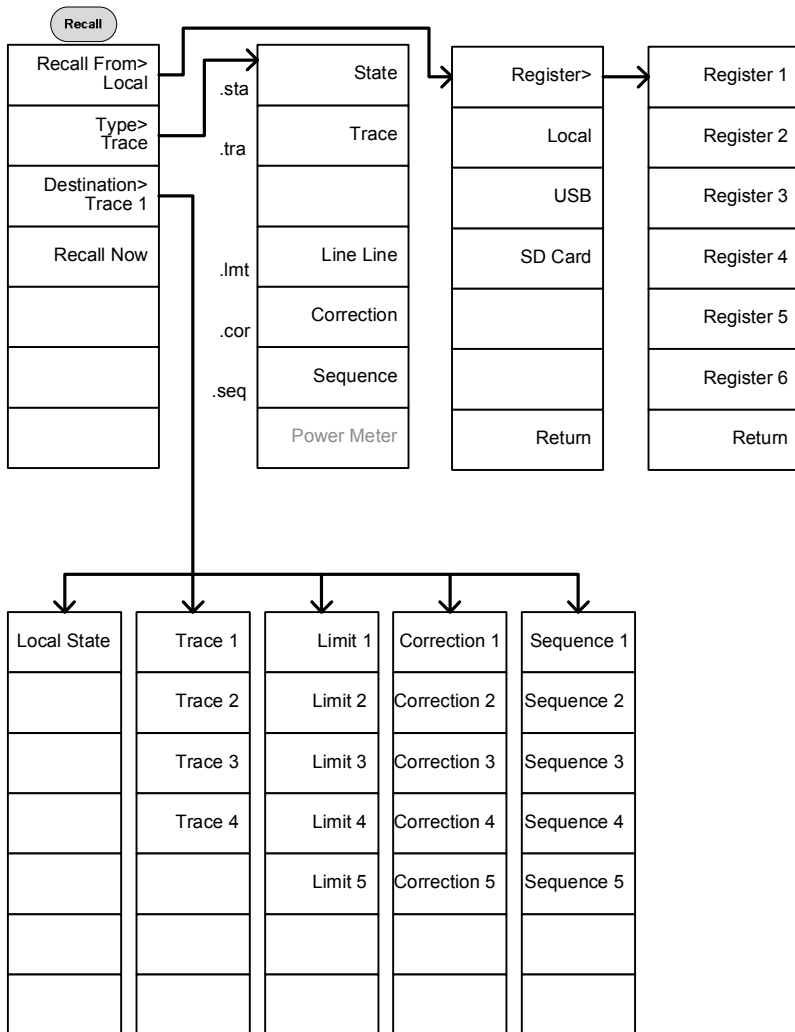 Recall
Recall From>
Local
Type>
Trace
Destination>
Trace 1
Recall Now
.sta
.tra
.lmt
.cor
.seq
State
Trace
Line Line
Correction
Sequence
Power Meter
Register>
Local
USB
SD Card
Return
Register 1
Register 2
Register 3
Register 4
Register 5
Register 6
Return
Local State
Trace 1
Trace 2
Trace 3
Trace 4
Limit 1
Limit 2
Limit 3
Limit 4
Limit 5
Correction 1
Correction 2
Correction 3
Correction 4
Correction 5
Sequence 1
Sequence 2
Sequence 3
Sequence 4
Sequence 5